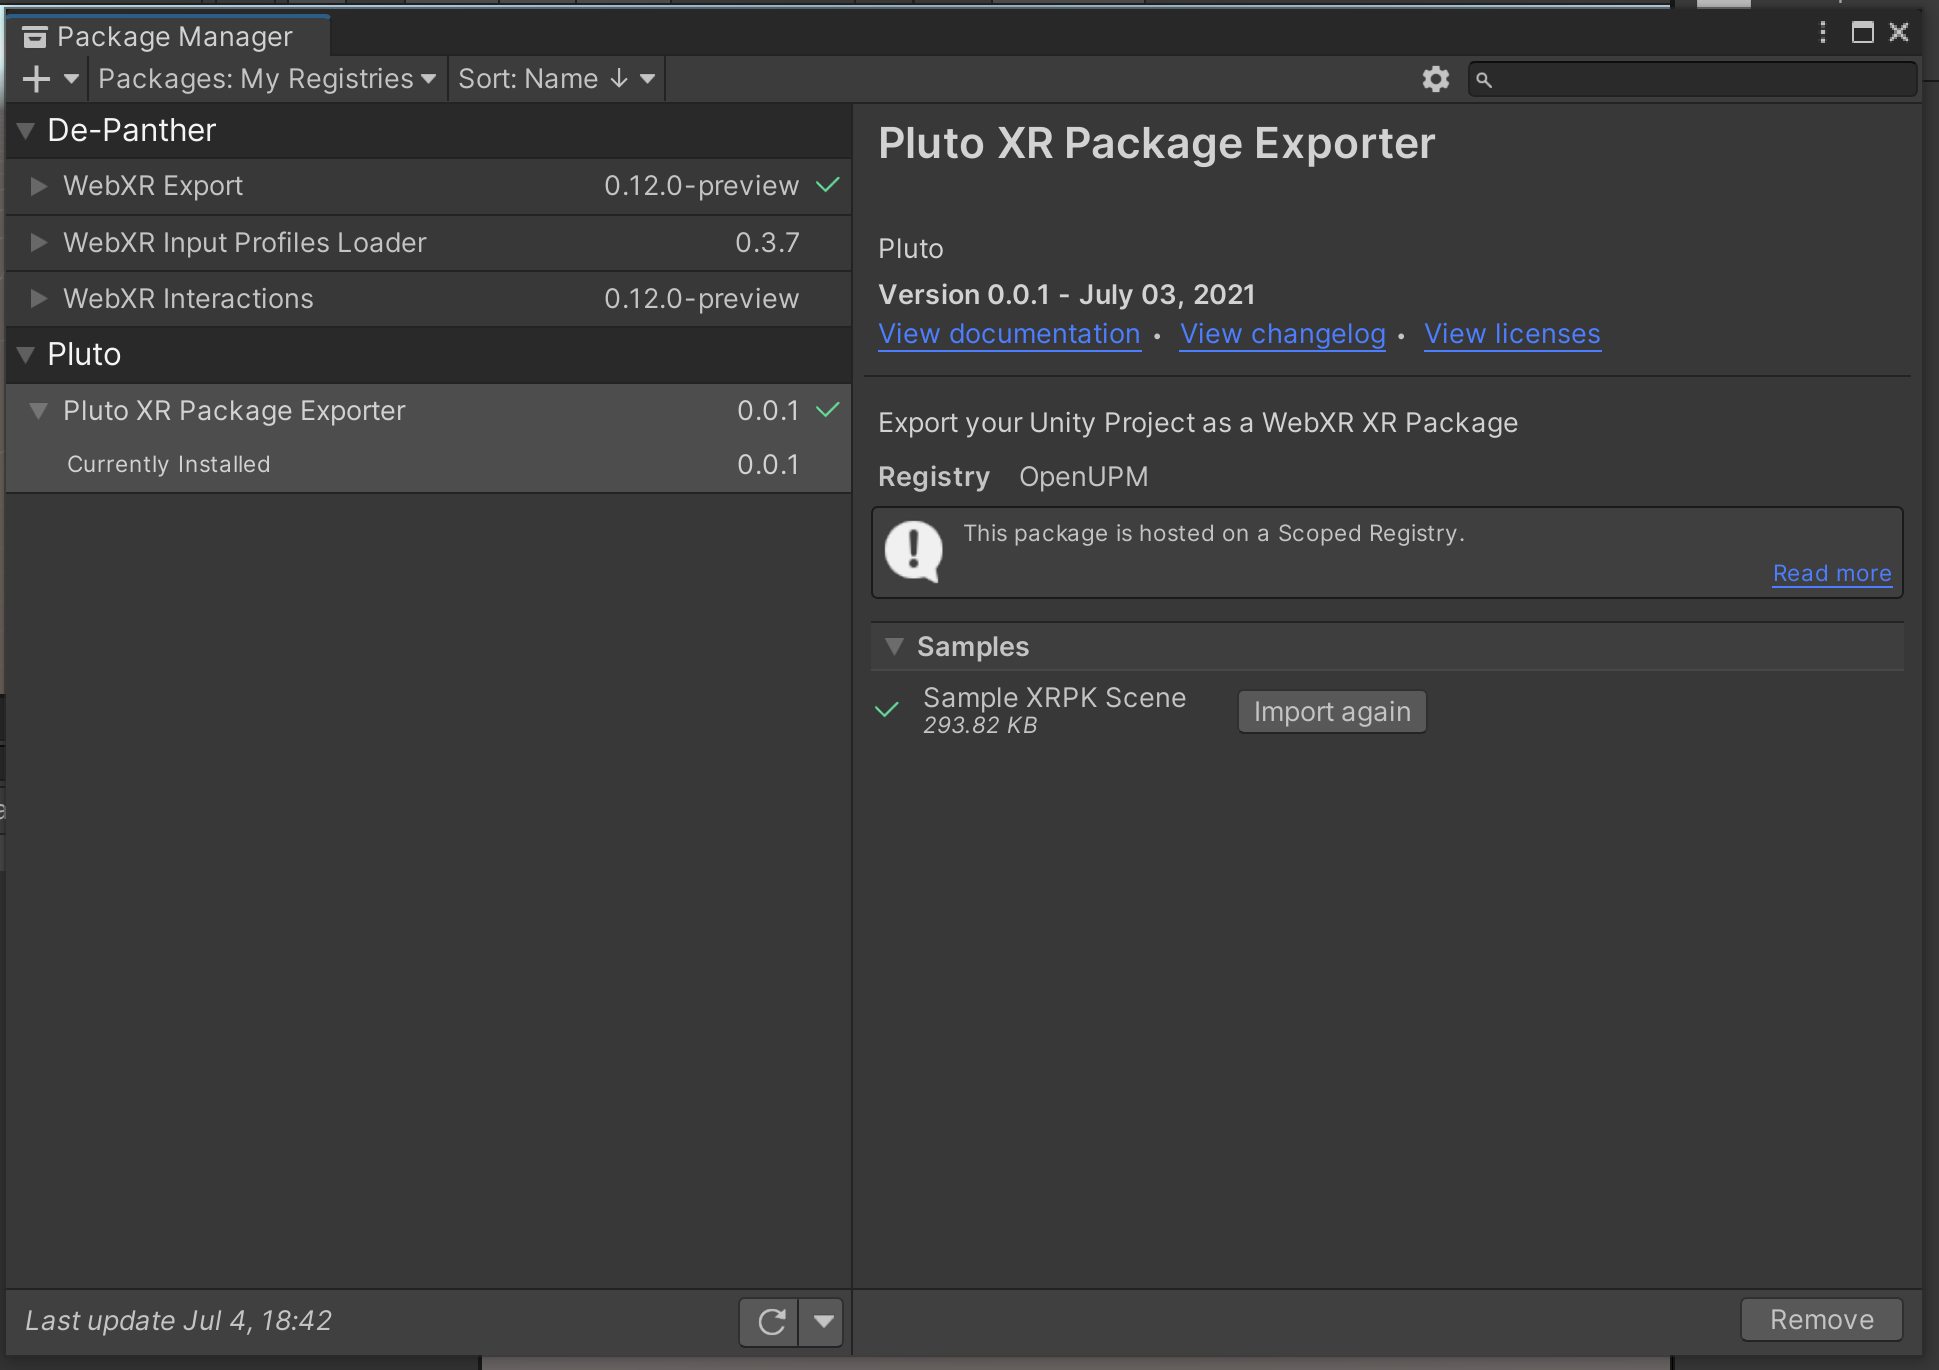 Package Manager
Packages: My Registries
Sort: Name ↓
De-Panther
WebXR Export 0.12.0-preview
WebXR Input Profiles Loader 0.3.7
WebXR Interactions 0.12.0-preview
Pluto
Pluto XR Package Exporter 0.0.1
Currently Installed 0.0.1
Last update Jul 4, 18:42
Pluto XR Package Exporter
Pluto
Version 0.0.1 - July 03, 2021
View documentation • View changelog • View licenses
Export your Unity Project as a WebXR XR Package
Registry OpenUPM
This package is hosted on a Scoped Registry.
Read more
Samples
Sample XRPK Scene
293.82 KB
Import again
Remove